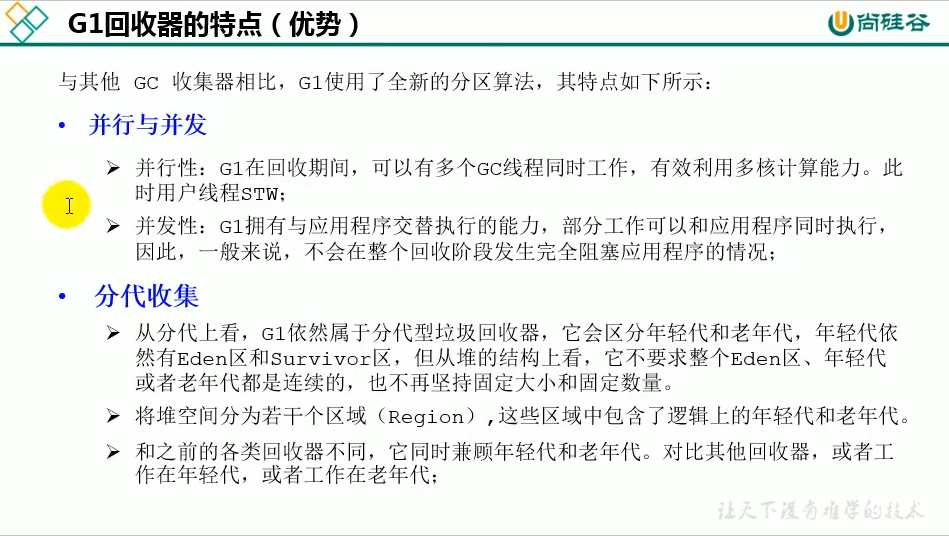 G1回收器的特点（优势）
尚硅谷
与其他 GC 收集器相比，G1使用了全新的分区算法，其特点如下所示：
• 并行与并发
➢ 并行性：G1在回收期间，可以有多个GC线程同时工作，有效利用多核计算能力。此
时用户线程STW；
➢ 并发性：G1拥有与应用程序交替执行的能力，部分工作可以和应用程序同时执行，
因此，一般来说，不会在整个回收阶段发生完全阻塞应用程序的情况；
• 分代收集
➢ 从分代上看，G1依然属于分代型垃圾回收器，它会区分年轻代和老年代，年轻代依
然有Eden区和Survivor区，但从堆的结构上看，它不要求整个Eden区、年轻代
或者老年代都是连续的，也不再坚持固定大小和固定数量。
➢ 将堆空间分为若干个区域（Region）,这些区域中包含了逻辑上的年轻代和老年代。
➢ 和之前的各类回收器不同，它同时兼顾年轻代和老年代。对比其他回收器，或者工
作在年轻代，或者工作在老年代；
让天下没有难学的技术